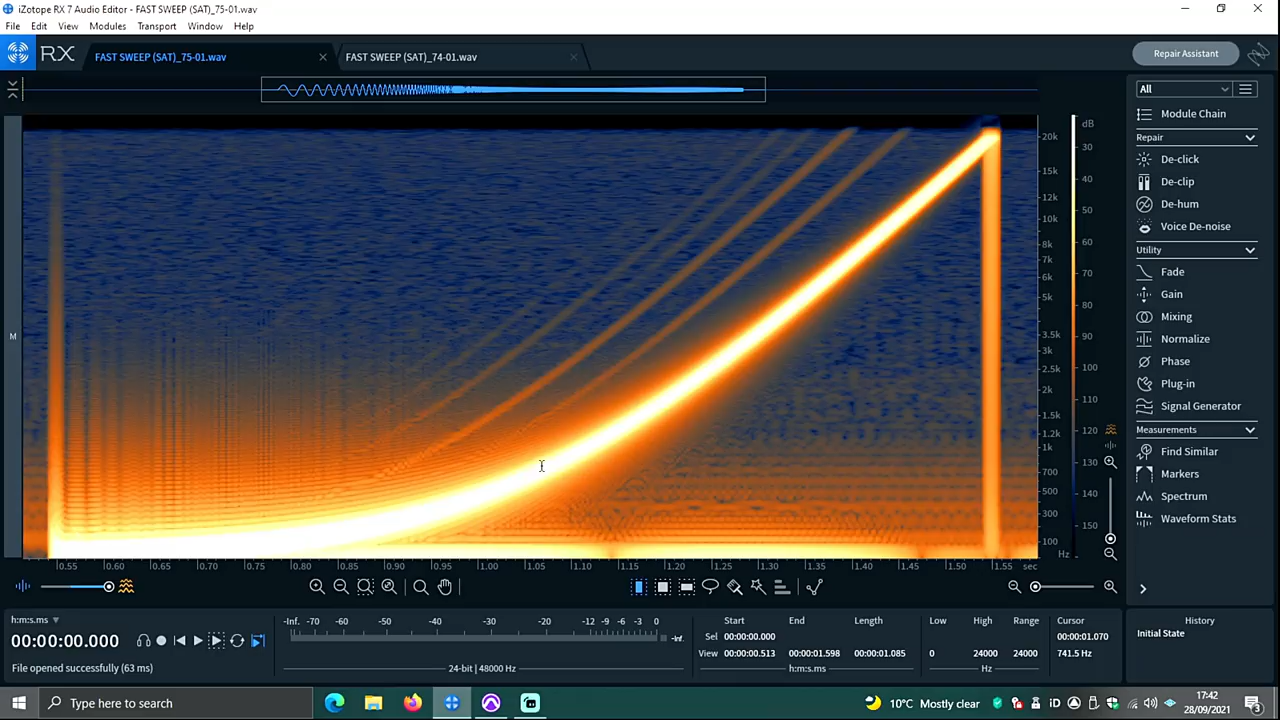 iZotope RX 7 Audio Editor - FAST SWEEP (SAT)_75-01.wav
File Edit View Modules Transport Window Help
RX
FAST SWEEP (SAT)_75-01.wav
FAST SWEEP (SAT)_74-01.wav
Repair Assistant
All
Module Chain
Repair
De-click
De-clip
De-hum
Voice De-noise
Utility
Fade
Gain
Mixing
Normalize
Phase
Plug-in
Signal Generator
Measurements
Find Similar
Markers
Spectrum
Waveform Stats
M
20k
15k
12k
10k
8k
7k
6k
5k
3.5k
3k
2.5k
2k
1.5k
1.2k
1k
700
500
300
100
Hz
dB
30
40
50
60
70
80
90
100
110
120
130
140
150
0.55 0.60 0.65 0.70 0.75 0.80 0.85 0.90 0.95 1.00 1.05 1.10 1.15 1.20 1.25 1.30 1.35 1.40 1.45 1.50 1.55 sec
h:m:s.ms
00:00:00.000
File opened successfully (63 ms)
-Inf. -70 -60 -50 -40 -30 -20 -12 -9 -6 -3 0
-Inf.
24-bit | 48000 Hz
Start End Length
Sel 00:00:00.000
View 00:00:00.513 00:00:01.598 00:00:01.085
h:m:s.ms
Low High Range
0 24000 24000
Hz
Cursor
00:00:01.070
741.5 Hz
History
Initial State
Type here to search
10°C Mostly clear
iD
17:42
28/09/2021
3